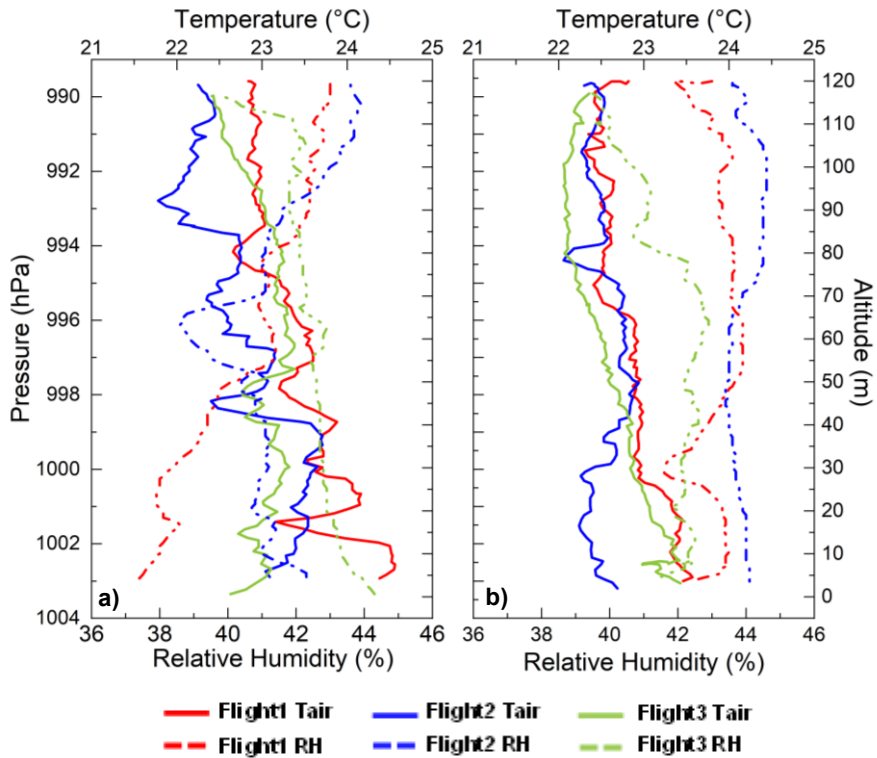 Temperature (°C) Temperature (°C)
21 22 23 24 25 21 22 23 24 25
990
992
994
996
998
1000
1002
1004
Pressure (hPa)
120
110
100
90
80
70
60
50
40
30
20
10
0
Altitude (m)
a) b)
36 38 40 42 44 46 36 38 40 42 44 46
Relative Humidity (%) Relative Humidity (%)
Flight1 Tair Flight2 Tair Flight3 Tair
Flight1 RH Flight2 RH Flight3 RH